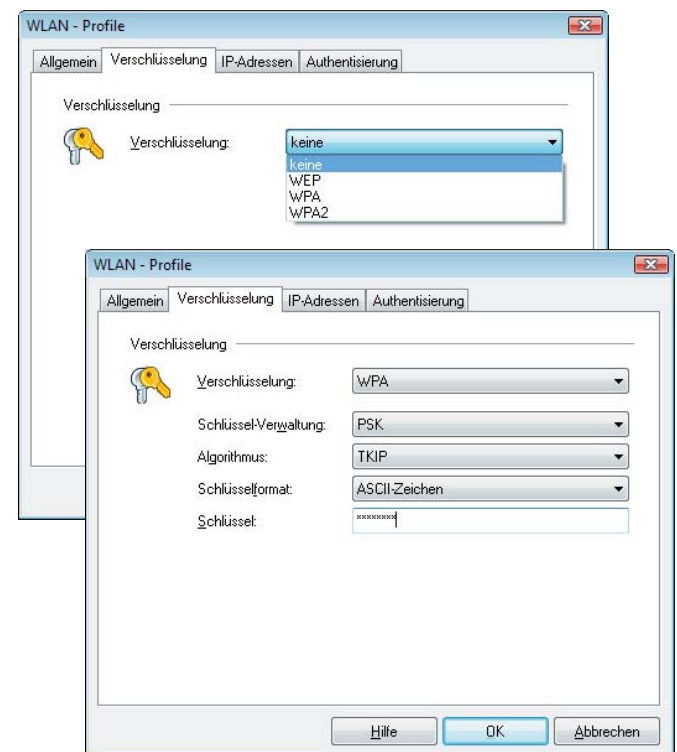 WLAN - Profile
Allgemein Verschlüsselung IP-Adressen Authentisierung
Verschlüsselung
Verschlüsselung: keine
keine
WEP
WPA
WPA2
WLAN - Profile
Allgemein Verschlüsselung IP-Adressen Authentisierung
Verschlüsselung
Verschlüsselung: WPA
Schlüssel-Verwaltung: PSK
Algorithmus: TKIP
Schlüsselformat: ASCII-Zeichen
Schlüssel: ********
Hilfe OK Abbrechen